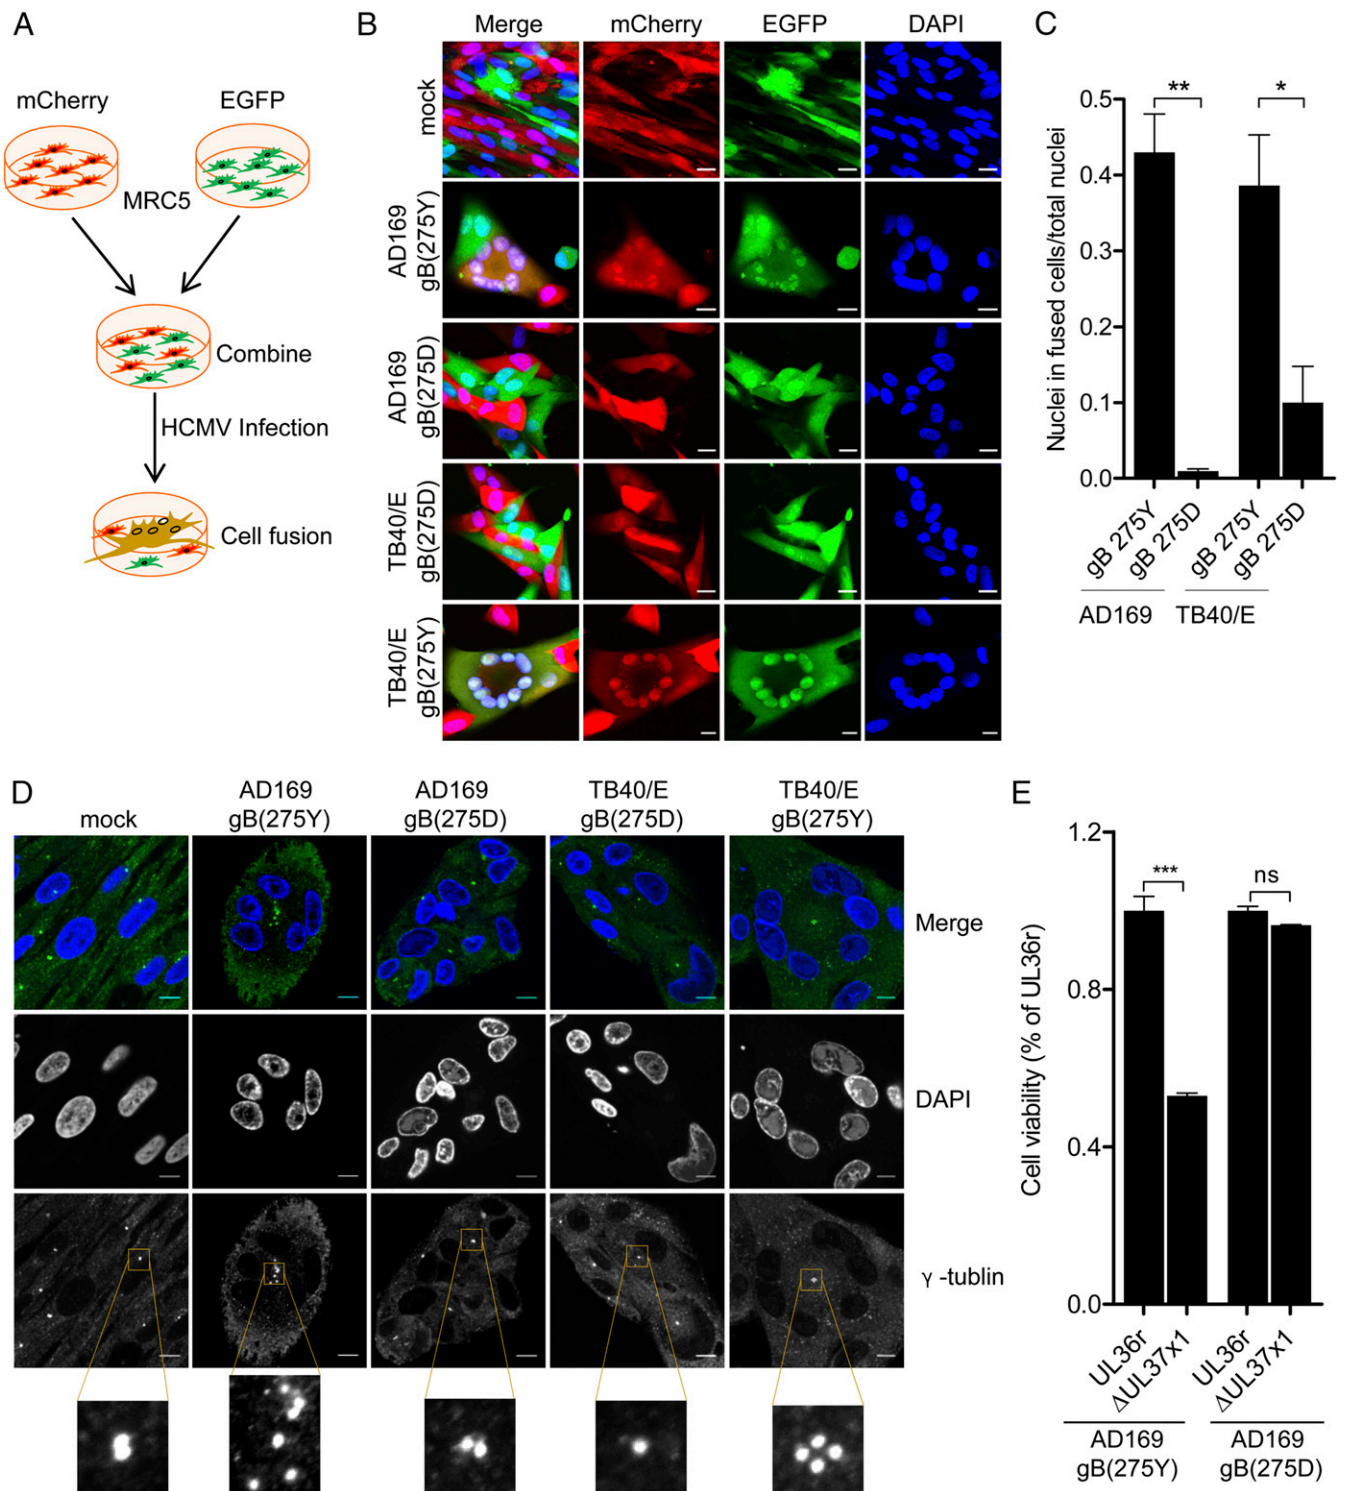 A
mCherry
EGFP
MRC5
Combine
HCMV Infection
Cell fusion
B
Merge
mCherry
EGFP
DAPI
mock
AD169
gB(275Y)
AD169
gB(275D)
TB40/E
gB(275D)
TB40/E
gB(275Y)
C
Nuclei in fused cells/total nuclei
0.5
0.4
0.3
0.2
0.1
0.0
**
*
gB 275Y
gB 275D
gB 275Y
gB 275D
AD169
TB40/E
D
mock
AD169
gB(275Y)
AD169
gB(275D)
TB40/E
gB(275D)
TB40/E
gB(275Y)
Merge
DAPI
γ -tublin
E
Cell viability (% of UL36r)
1.2
0.8
0.4
0.0
***
ns
UL36r
ΔUL37x1
UL36r
ΔUL37x1
AD169
gB(275Y)
AD169
gB(275D)